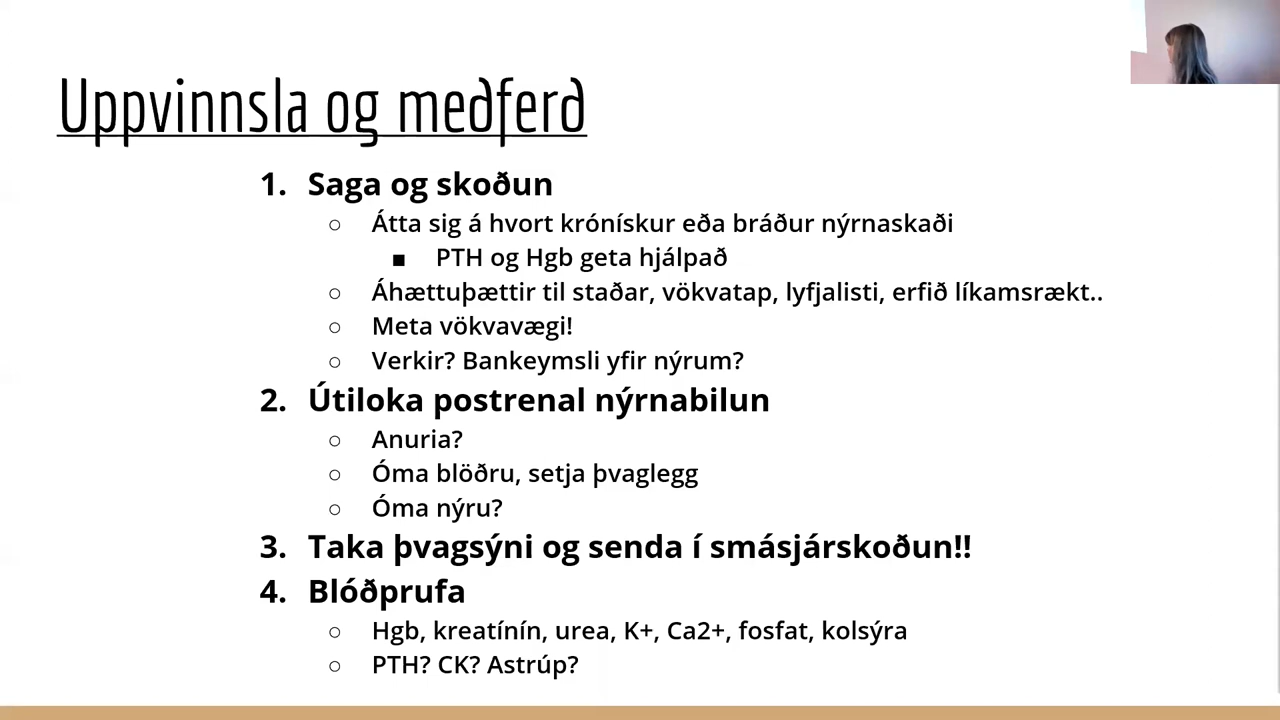 Uppvinnsla og meðferð
1. Saga og skoðun
○ Átta sig á hvort krónískur eða bráður nýrnaskaði
■ PTH og Hgb geta hjálpað
○ Áhættuþættir til staðar, vökvatap, lyfjalisti, erfið líkamsrækt..
○ Meta vökvavægi!
○ Verkir? Bankeymsli yfir nýrum?
2. Útiloka postrenal nýrnabilun
○ Anuria?
○ Óma blöðru, setja þvaglegg
○ Óma nýru?
3. Taka þvagsýni og senda í smásjárskoðun!!
4. Blóðprufa
○ Hgb, kreatínín, urea, K+, Ca2+, fosfat, kolsýra
○ PTH? CK? Astrúp?